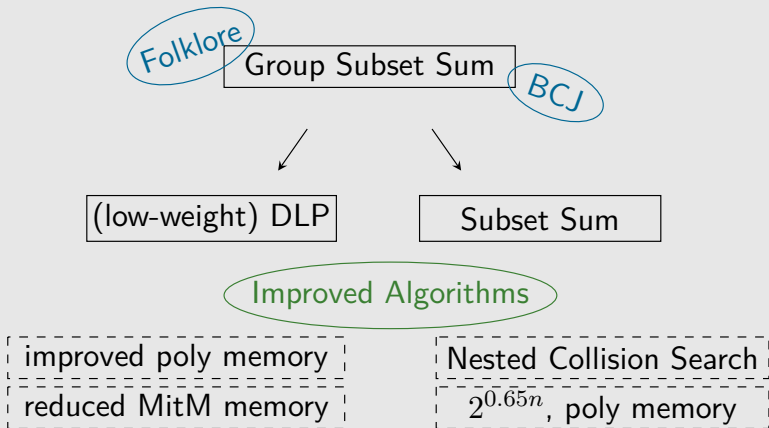 Folklore
Group Subset Sum
BCJ
(low-weight) DLP
Subset Sum
Improved Algorithms
improved poly memory
Nested Collision Search
reduced MitM memory
2^{0.65n}, poly memory